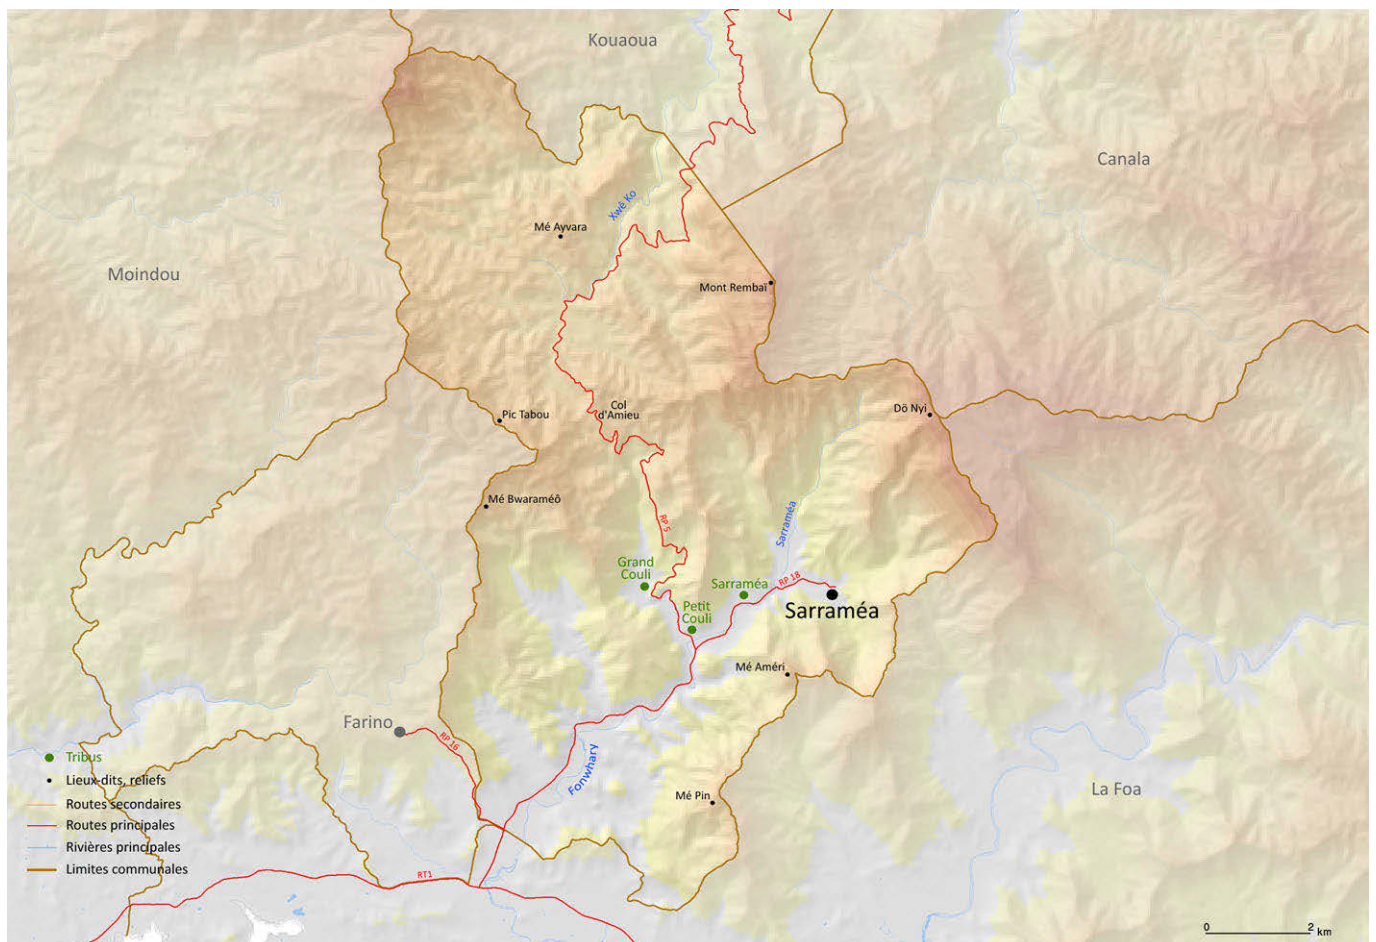 Kouaoua
Canala
Xwê Ko
Mé Ayvara
Moindou
Mont Rembaï
Col
d'Amieu
Dö Nyi
Pic Tabou
Mé Bwaraméô
RP 5
Sarraméa
Grand
Couli
Sarraméa
RP 18
Petit
Couli
Sarraméa
Mé Améri
Farino
RP 16
Fonwhary
Mé Pin
La Foa
Tribus
Lieux-dits, reliefs
Routes secondaires
Routes principales
Rivières principales
Limites communales
RT1
0 2 km